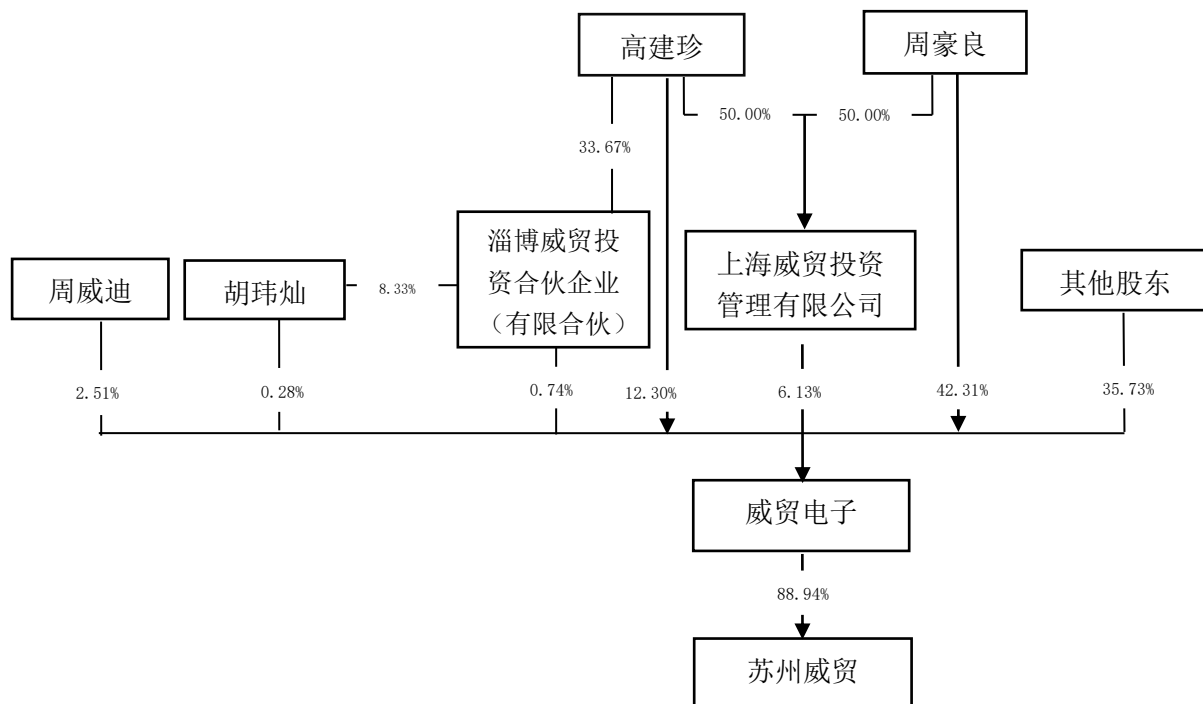 高建珍
周豪良
50.00%
50.00%
33.67%
淄博威贸投
资合伙企业
（有限合伙）
上海威贸投资
管理有限公司
周威迪
胡玮灿
8.33%
其他股东
2.51%
0.28%
0.74%
12.30%
6.13%
42.31%
35.73%
威贸电子
88.94%
苏州威贸